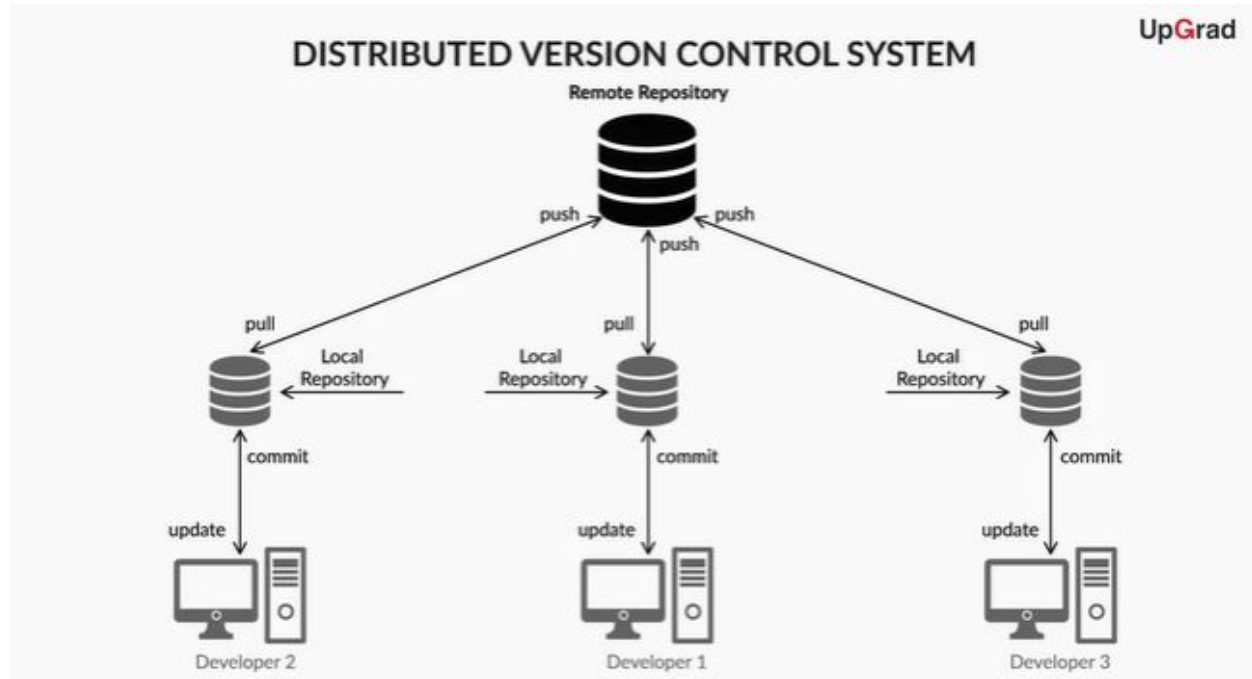 UpGrad
DISTRIBUTED VERSION CONTROL SYSTEM
Remote Repository
push
push
push
pull
pull
pull
Local
Repository
Local
Repository
Local
Repository
commit
commit
commit
update
update
update
Developer 2
Developer 1
Developer 3